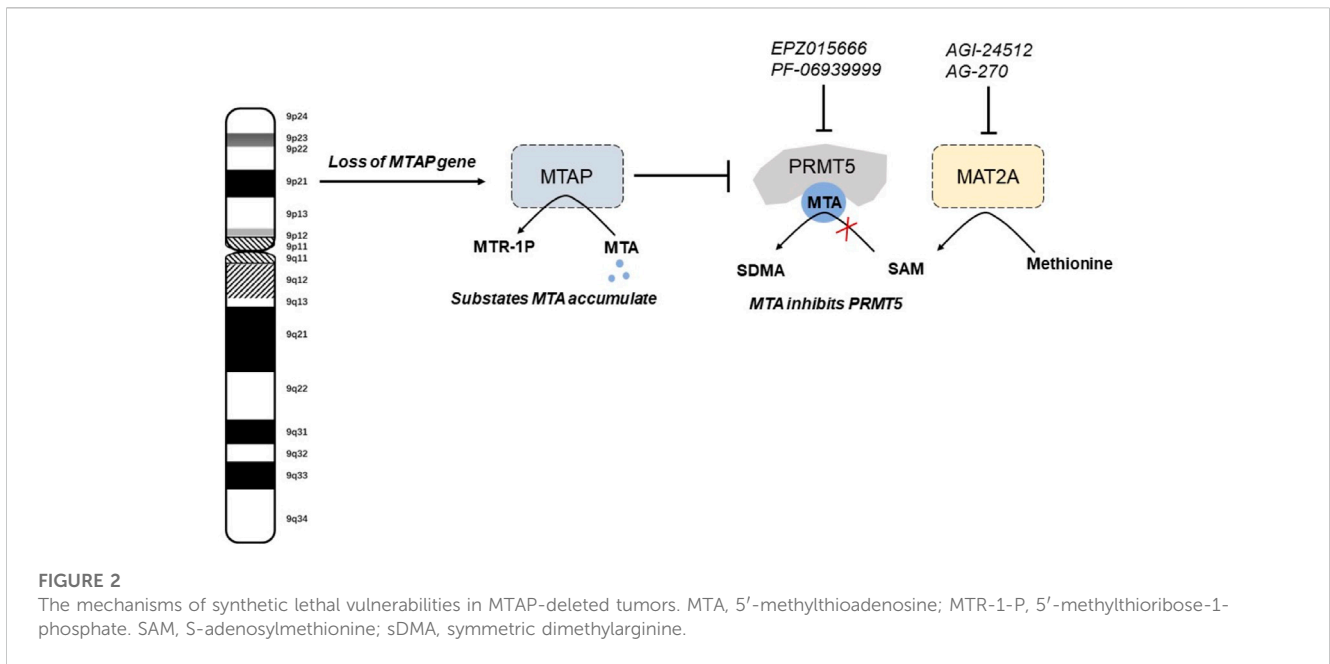 EPZ015666
PF-06939999
AGI-24512
AG-270
9p24
9p23
9p22
9p21
9p13
9p12
9p11
9q11
9q12
9q13
9q21
9q22
9q31
9q32
9q33
9q34
Loss of MTAP gene
MTAP
MTR-1P
MTA
Substates MTA accumulate
PRMT5
MTA
SDMA
SAM
MTA inhibits PRMT5
MAT2A
Methionine
FIGURE 2
The mechanisms of synthetic lethal vulnerabilities in MTAP-deleted tumors. MTA, 5′-methylthioadenosine; MTR-1-P, 5′-methylthioribose-1-
phosphate. SAM, S-adenosylmethionine; sDMA, symmetric dimethylarginine.